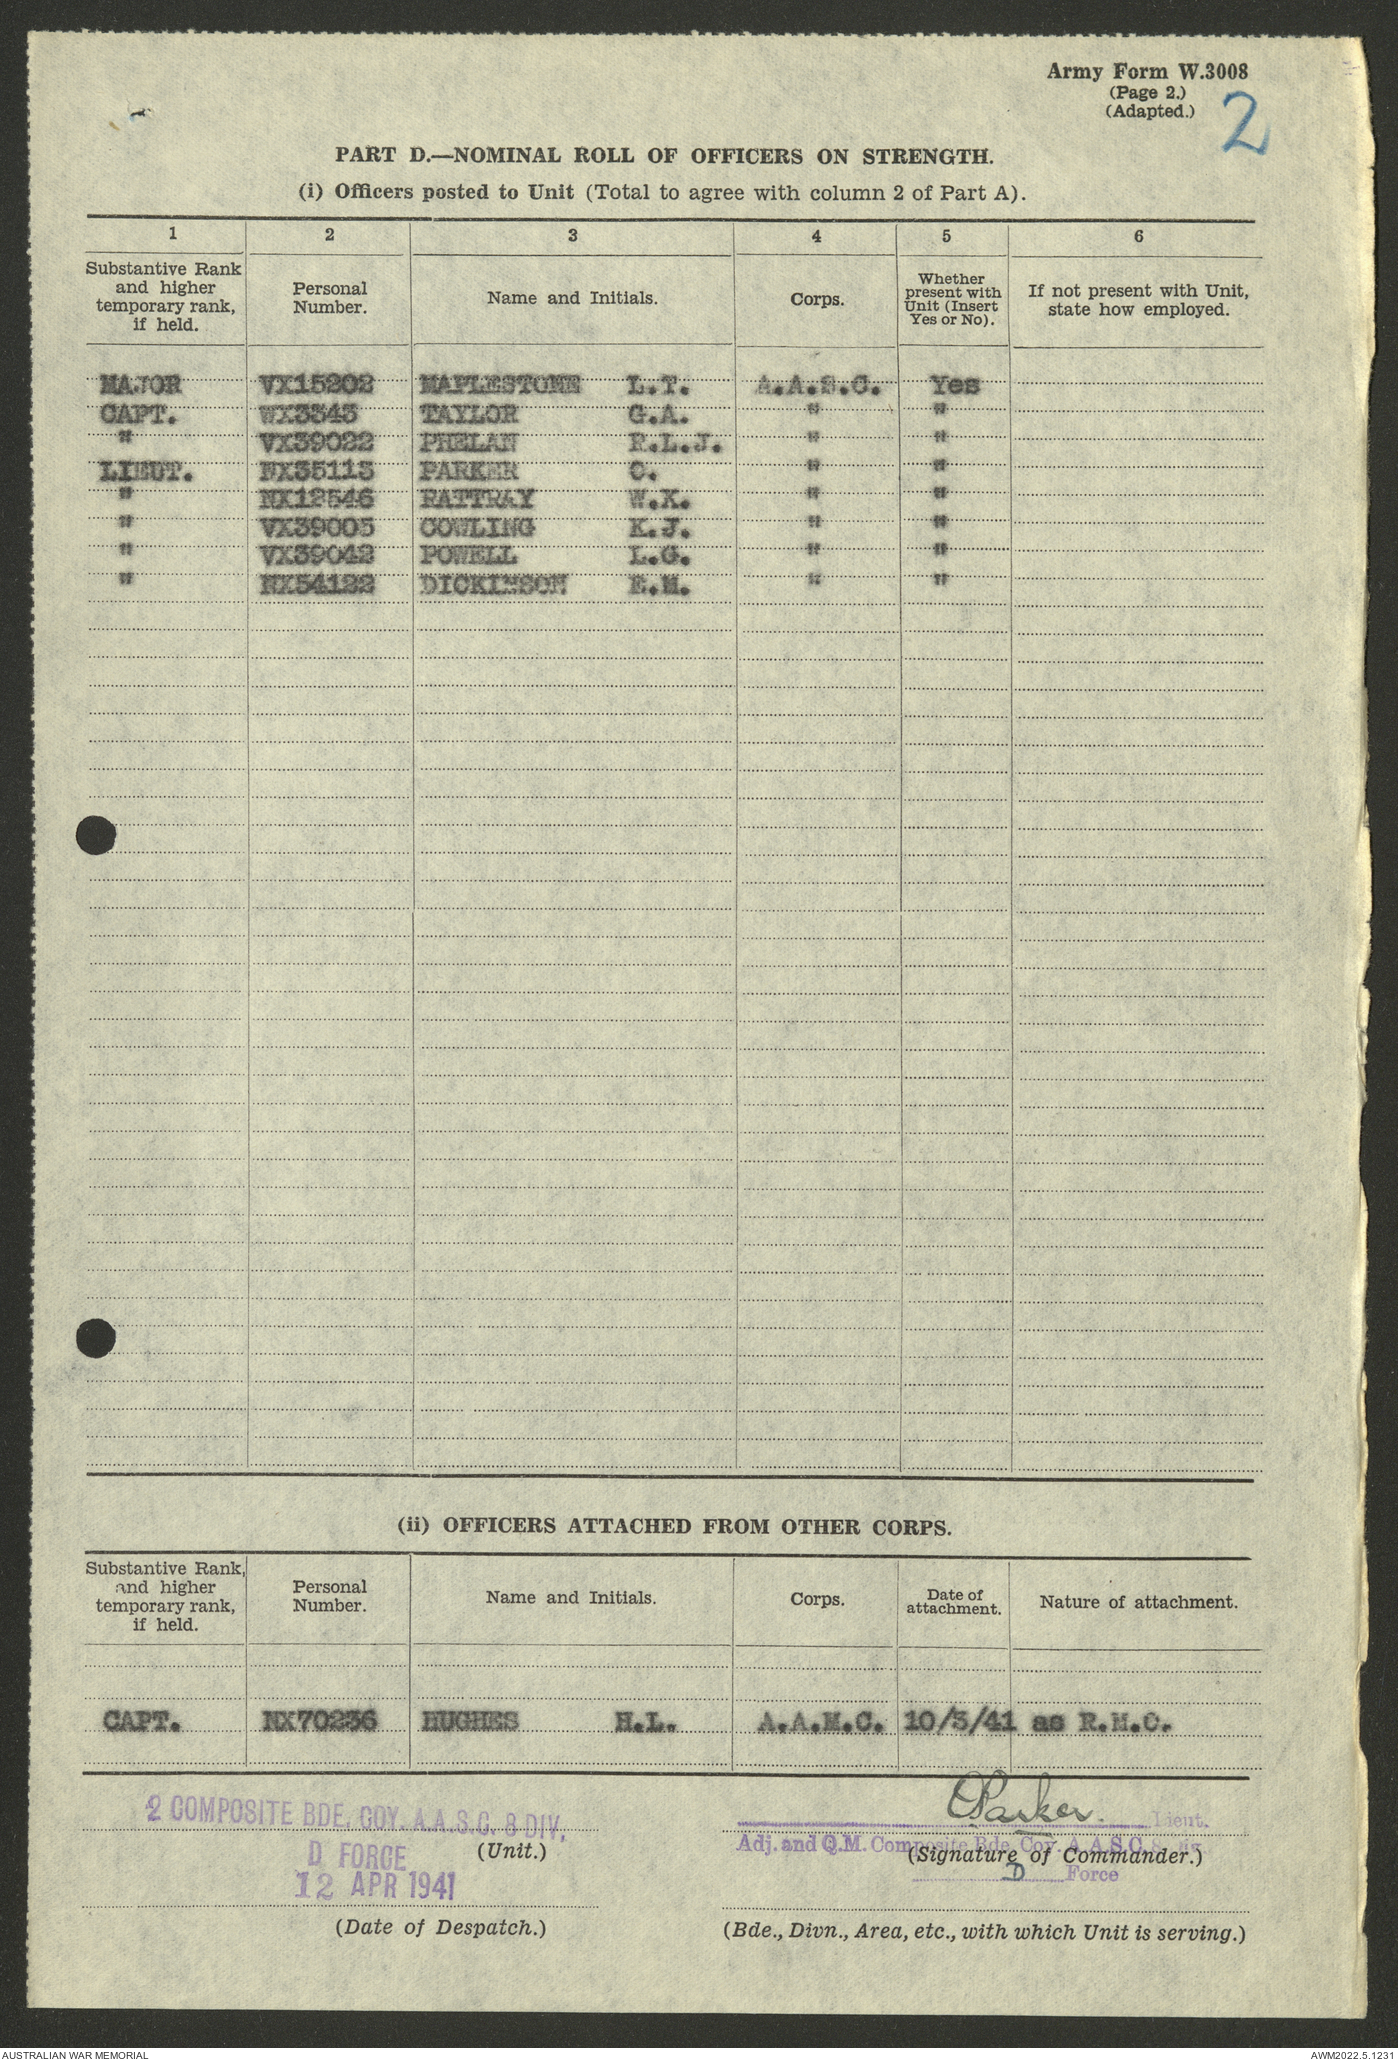 Army Form W.3008
(Page 2.)
(Adapted.)
2
PART D.—NOMINAL ROLL OF OFFICERS ON STRENGTH.
(i) Officers posted to Unit (Total to agree with column 2 of Part A).
1 2 3 4 5 6
Substantive Rank and higher temporary rank, if held. Personal Number. Name and Initials. Corps. Whether present with Unit (Insert Yes or No). If not present with Unit, state how employed.
MAJOR VX15202 MAPLESTONE L.T. A.A.S.C. Yes
CAPT. WX3343 TAYLOR G.A. " "
" VX39022 PHELAN R.L.J. " "
LIEUT. NX35113 PARKER C. " "
" NX12546 RATTRAY W.K. " "
" VX39005 COWLING K.J. " "
" VX39042 POWELL L.G. " "
" NX54122 DICKINSON E.M. " "
(ii) OFFICERS ATTACHED FROM OTHER CORPS.
Substantive Rank, and higher temporary rank, if held. Personal Number. Name and Initials. Corps. Date of attachment. Nature of attachment.
CAPT. NX70236 HUGHES H.L. A.A.M.C. 10/3/41 as R.M.O.
2 COMPOSITE BDE. COY. A.A.S.C. 8 DIV.
D FORCE
(Unit.)
12 APR 1941
(Date of Despatch.)
CParker. Lieut.
Adj. and Q.M. Composite Bde. Coy. A.A.S.C.
(Signature of Commander.)
D Force
(Bde., Divn., Area, etc., with which Unit is serving.)
AUSTRALIAN WAR MEMORIAL
AWM2022.5.1231